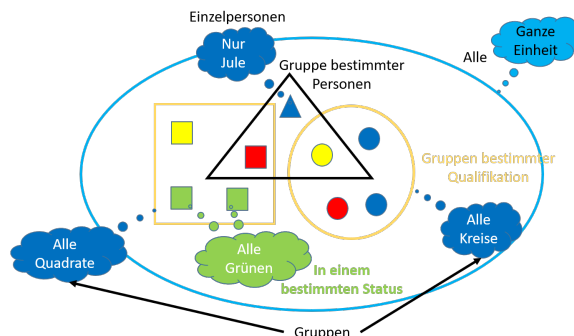 Einzelpersonen
Nur
Jule
Gruppe bestimmter
Personen
Alle
Ganze
Einheit
Gruppen bestimmter
Qualifikation
Alle
Quadrate
Alle
Grünen
In einem
bestimmten Status
Alle
Kreise
Gruppen